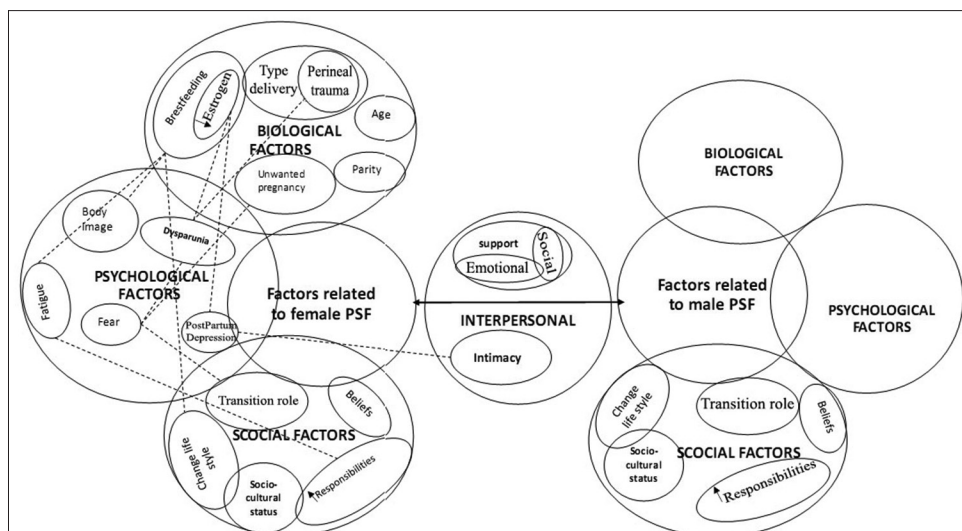 Brestfeeding
Estrogen
Type
delivery
Perineal
trauma
Age
BIOLOGICAL
FACTORS
Unwanted
pregnancy
Parity
Body
Image
Dysparunia
PSYCHOLOGICAL
FACTORS
Fatigue
Fear
PostPartum
Depression
Factors related
to female PSF
Transition role
Beliefs
SCOCIAL FACTORS
Change life
style
Socio-
cultural
status
Responsibilities
support
Social
Emotional
INTERPERSONAL
Intimacy
BIOLOGICAL
FACTORS
Factors related
to male PSF
PSYCHOLOGICAL
FACTORS
Change
life style
Transition role
Beliefs
SCOCIAL FACTORS
Socio-
cultural
status
Responsibilities